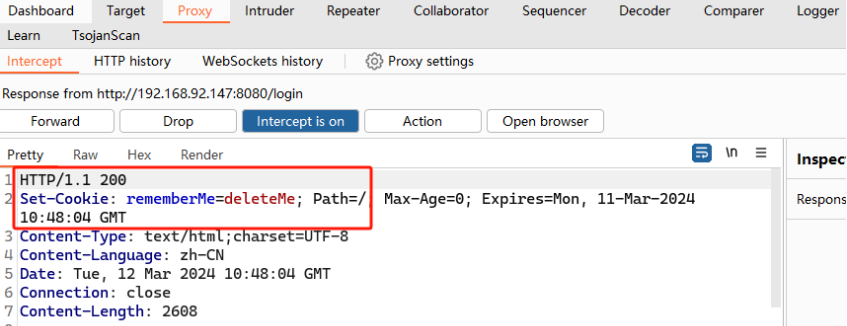 Dashboard Target Proxy Intruder Repeater Collaborator Sequencer Decoder Comparer Logger
Learn TsojanScan
Intercept HTTP history WebSockets history Proxy settings
Response from http://192.168.92.147:8080/login
Forward Drop Intercept is on Action Open browser
Pretty Raw Hex Render \n Inspec
1 HTTP/1.1 200
2 Set-Cookie: rememberMe=deleteMe; Path=/; Max-Age=0; Expires=Mon, 11-Mar-2024
10:48:04 GMT
Respons
3 Content-Type: text/html;charset=UTF-8
4 Content-Language: zh-CN
5 Date: Tue, 12 Mar 2024 10:48:04 GMT
6 Connection: close
7 Content-Length: 2608